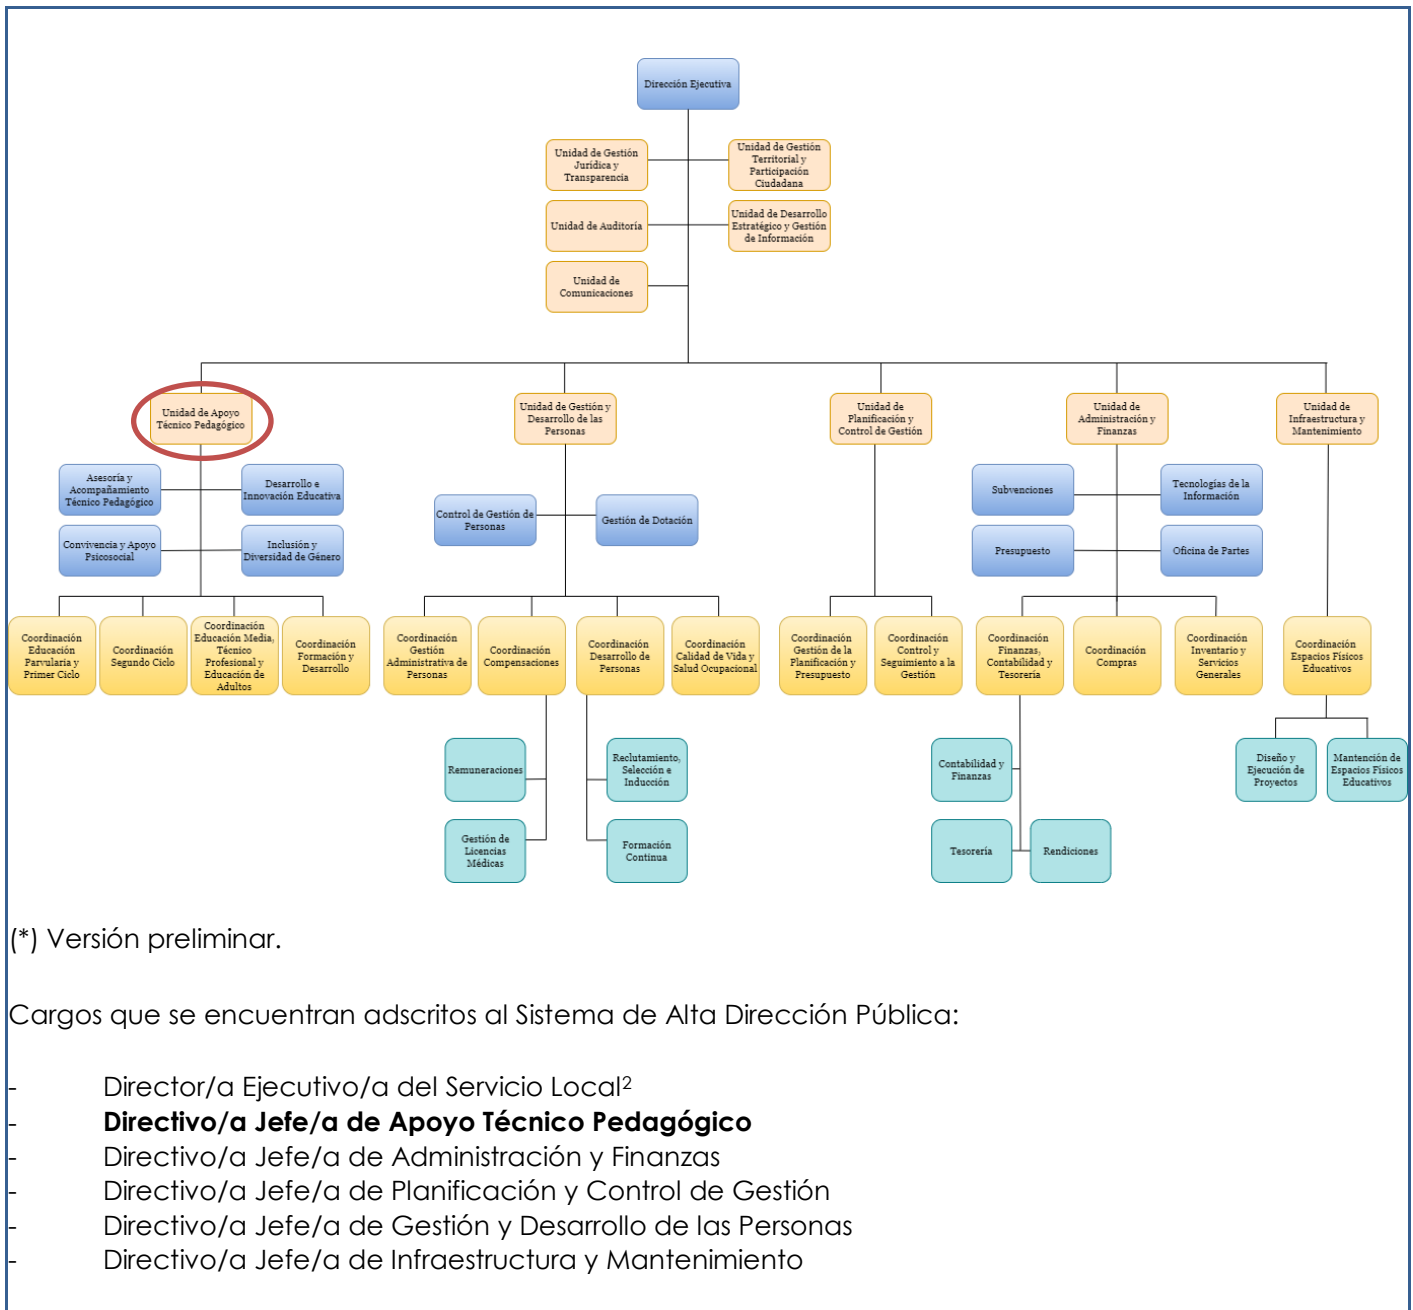 Dirección Ejecutiva
Unidad de Gestión
Jurídica y
Transparencia
Unidad de Gestión
Territorial y
Participación
Ciudadana
Unidad de Auditoría
Unidad de Desarrollo
Estratégico y Gestión
de Información
Unidad de
Comunicaciones
Unidad de Apoyo
Técnico Pedagógico
Unidad de Gestión y
Desarrollo de las
Personas
Unidad de
Planificación y
Control de Gestión
Unidad de
Administración y
Finanzas
Unidad de
Infraestructura y
Mantenimiento
Asesoría y
Acompañamiento
Técnico Pedagógico
Desarrollo e
Innovación Educativa
Convivencia y Apoyo
Psicosocial
Inclusión y
Diversidad de Género
Control de Gestión de
Personas
Gestión de Dotación
Subvenciones
Tecnologías de la
Información
Presupuesto
Oficina de Partes
Coordinación
Educación
Parvularia y
Primer Ciclo
Coordinación
Segundo Ciclo
Coordinación
Educación Media,
Técnico
Profesional y
Educación de
Adultos
Coordinación
Formación y
Desarrollo
Coordinación
Gestión
Administrativa de
Personas
Coordinación
Compensaciones
Coordinación
Desarrollo de
Personas
Coordinación
Calidad de Vida y
Salud Ocupacional
Coordinación
Gestión de la
Planificación y
Presupuesto
Coordinación
Control y
Seguimiento a la
Gestión
Coordinación
Finanzas,
Contabilidad y
Tesorería
Coordinación
Compras
Coordinación
Inventario y
Servicios
Generales
Coordinación
Espacios Físicos
Educativos
Remuneraciones
Gestión de
Licencias
Médicas
Reclutamiento,
Selección e
Inducción
Formación
Continua
Contabilidad y
Finanzas
Tesorería
Rendiciones
Diseño y
Ejecución de
Proyectos
Mantención de
Espacios Físicos
Educativos
(*) Versión preliminar.
Cargos que se encuentran adscritos al Sistema de Alta Dirección Pública:
- Director/a Ejecutivo/a del Servicio Local²
- Directivo/a Jefe/a de Apoyo Técnico Pedagógico
- Directivo/a Jefe/a de Administración y Finanzas
- Directivo/a Jefe/a de Planificación y Control de Gestión
- Directivo/a Jefe/a de Gestión y Desarrollo de las Personas
- Directivo/a Jefe/a de Infraestructura y Mantenimiento